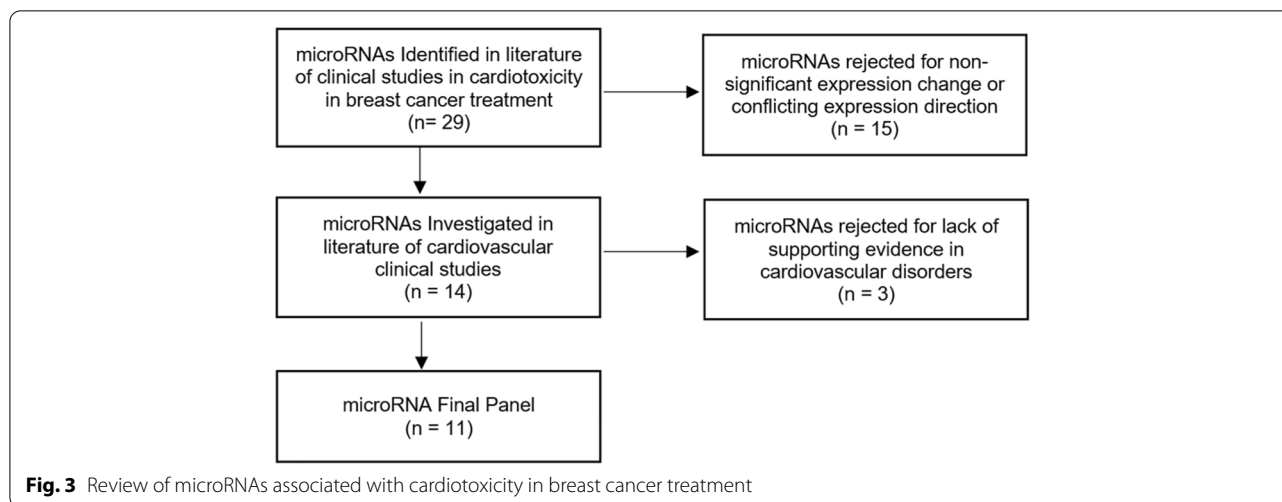 microRNAs Identified in literature
of clinical studies in cardiotoxicity
in breast cancer treatment
(n= 29)
microRNAs rejected for non-
significant expression change or
conflicting expression direction
(n = 15)
microRNAs Investigated in
literature of cardiovascular
clinical studies
(n = 14)
microRNAs rejected for lack of
supporting evidence in
cardiovascular disorders
(n = 3)
microRNA Final Panel
(n = 11)
Fig. 3 Review of microRNAs associated with cardiotoxicity in breast cancer treatment